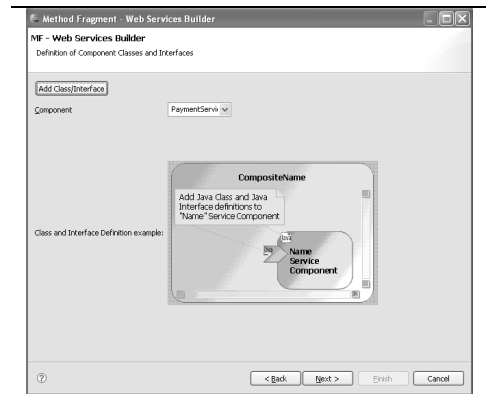 Method Fragment - Web Services Builder
MF - Web Services Builder
Definition of Component Classes and Interfaces
Add Class/Interface
Component
PaymentServi
CompositeName
Add Java Class and Java
Interface definitions to
"Name" Service Component
Java
Name
Service
Component
Class and Interface Definition example:
?
< Back
Next >
Finish
Cancel